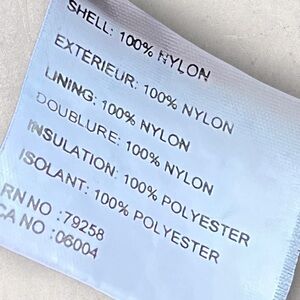 SHELL: 100% NYLON
EXTÉRIEUR: 100% NYLON
LINING: 100% NYLON
DOUBLURE: 100% NYLON
INSULATION: 100% POLYESTER
ISOLANT: 100% POLYESTER
RN NO :79258
CA NO :06004